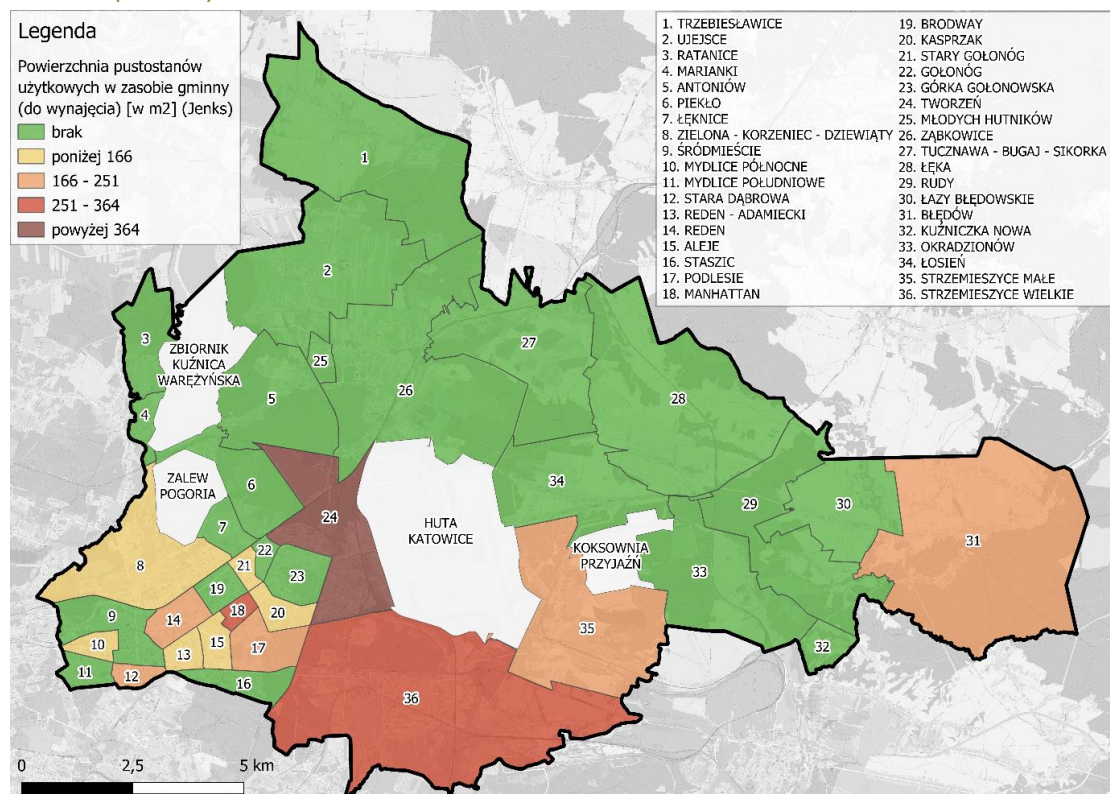 Legenda
Powierzchnia pustostanów
użytkowych w zasobie gminny
(do wynajęcia) [w m2] (Jenks)
brak
poniżej 166
166 - 251
251 - 364
powyżej 364
1. TRZEBIESŁAWICE
2. UJEJSCE
3. RATANICE
4. MARIANKI
5. ANTONIÓW
6. PIEKŁO
7. ŁĘKNICE
8. ZIELONA - KORZENIEC - DZIEWIĄTY
9. ŚRÓDMIEŚCIE
10. MYDLICE PÓŁNOCNE
11. MYDLICE POŁUDNIOWE
12. STARA DĄBROWA
13. REDEN - ADAMIECKI
14. REDEN
15. ALEJE
16. STASZIC
17. PODLESIE
18. MANHATTAN
19. BRODWAY
20. KASPRZAK
21. STARY GOŁONÓG
22. GOŁONÓG
23. GÓRKA GOŁONOWSKA
24. TWORZEŃ
25. MŁODYCH HUTNIKÓW
26. ZĄBKOWICE
27. TUCZNAWA - BUGAJ - SIKORKA
28. ŁĘKA
29. RUDY
30. ŁAZY BŁĘDOWSKIE
31. BŁĘDÓW
32. KUŹNICZKA NOWA
33. OKRADZIONÓW
34. ŁOSIEŃ
35. STRZEMIESZYCE MAŁE
36. STRZEMIESZYCE WIELKIE
1
2
3
ZBIORNIK
KUŹNICA
WARĘŻYŃSKA
25
27
26
5
28
4
6
ZALEW
POGORIA
34
29
30
24
HUTA
KATOWICE
7
31
22
KOKSOWNIA
PRZYJAŹŃ
8
21
23
33
19
18
20
9
14
35
10
15
17
13
32
11
12
16
36
0
2,5
5 km